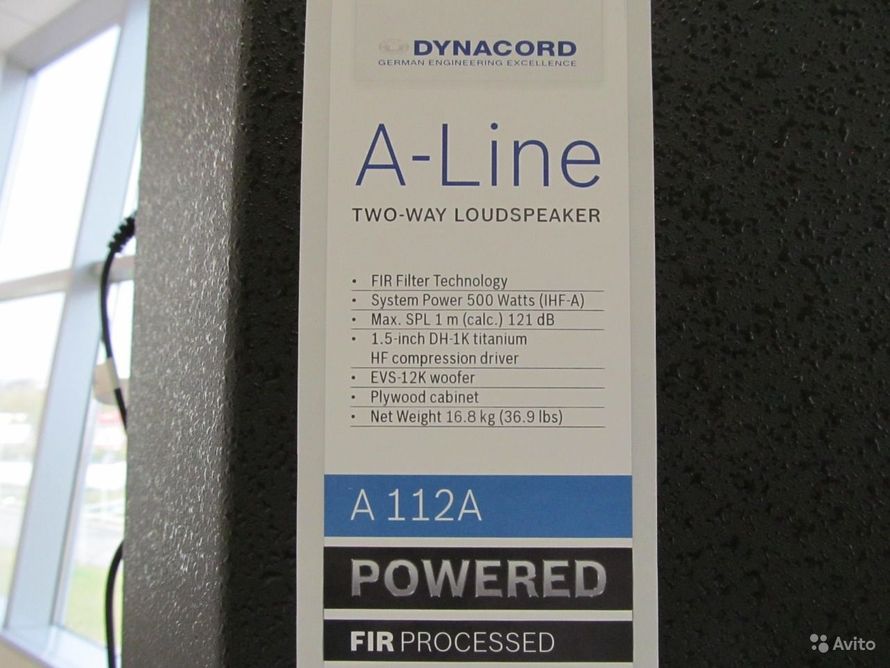 DYNACORD
GERMAN ENGINEERING EXCELLENCE
A-Line
TWO-WAY LOUDSPEAKER
• FIR Filter Technology
• System Power 500 Watts (IHF-A)
• Max. SPL 1 m (calc.) 121 dB
• 1.5-inch DH-1K titanium
HF compression driver
• EVS-12K woofer
• Plywood cabinet
• Net Weight 16.8 kg (36.9 lbs)
A 112A
POWERED
FIR PROCESSED
Avito